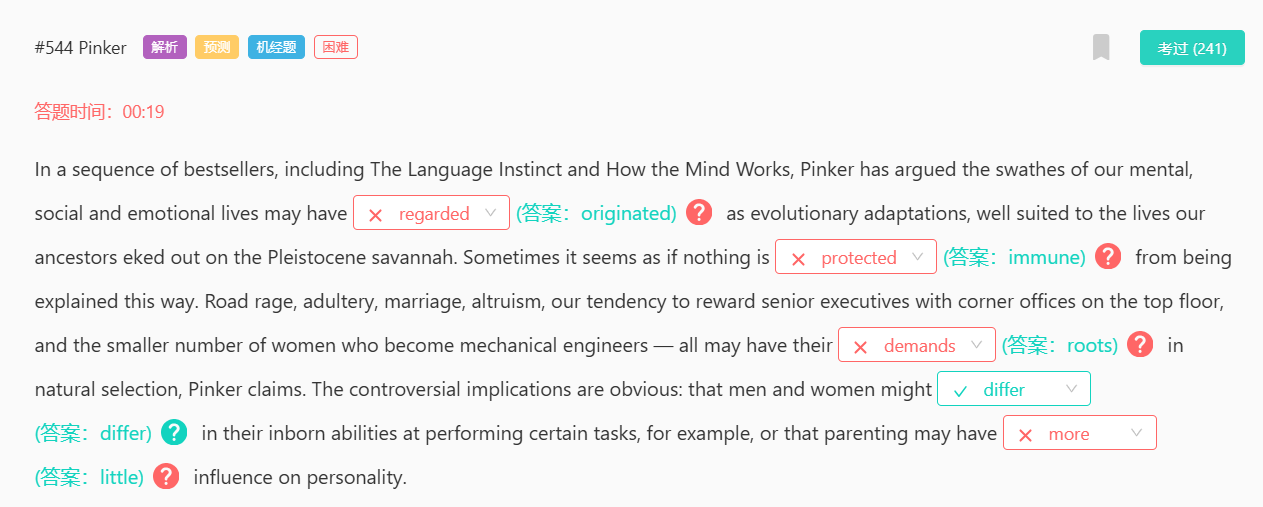 #544 Pinker 解析 预测 机经题 困难 考过 (241)
答题时间：00:19
In a sequence of bestsellers, including The Language Instinct and How the Mind Works, Pinker has argued the swathes of our mental,
social and emotional lives may have × regarded (答案：originated) ? as evolutionary adaptations, well suited to the lives our
ancestors eked out on the Pleistocene savannah. Sometimes it seems as if nothing is × protected (答案：immune) ? from being
explained this way. Road rage, adultery, marriage, altruism, our tendency to reward senior executives with corner offices on the top floor,
and the smaller number of women who become mechanical engineers — all may have their × demands (答案：roots) ? in
natural selection, Pinker claims. The controversial implications are obvious: that men and women might ✓ differ
(答案：differ) ? in their inborn abilities at performing certain tasks, for example, or that parenting may have × more
(答案：little) ? influence on personality.